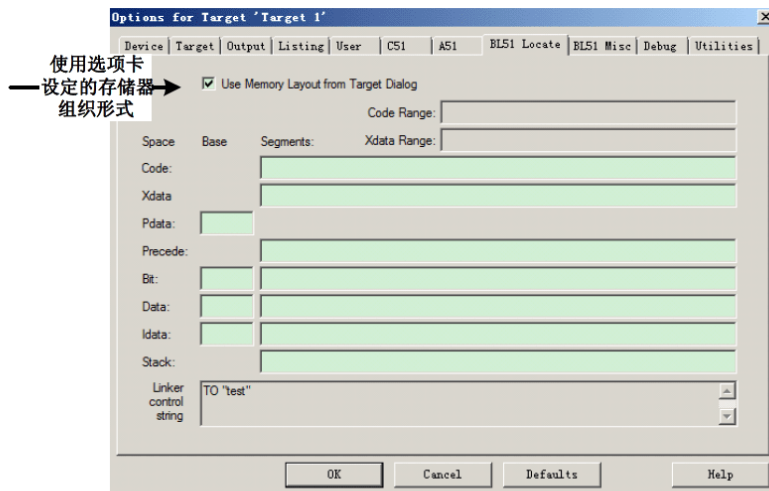 Options for Target 'Target 1'
Device Target Output Listing User C51 A51 BL51 Locate BL51 Misc Debug Utilities
使用选项卡
设定的存储器
组织形式
Use Memory Layout from Target Dialog
Code Range:
Space Base Segments: Xdata Range:
Code:
Xdata
Pdata:
Precede:
Bit:
Data:
Idata:
Stack:
Linker
control
string
TO "test"
OK Cancel Defaults Help